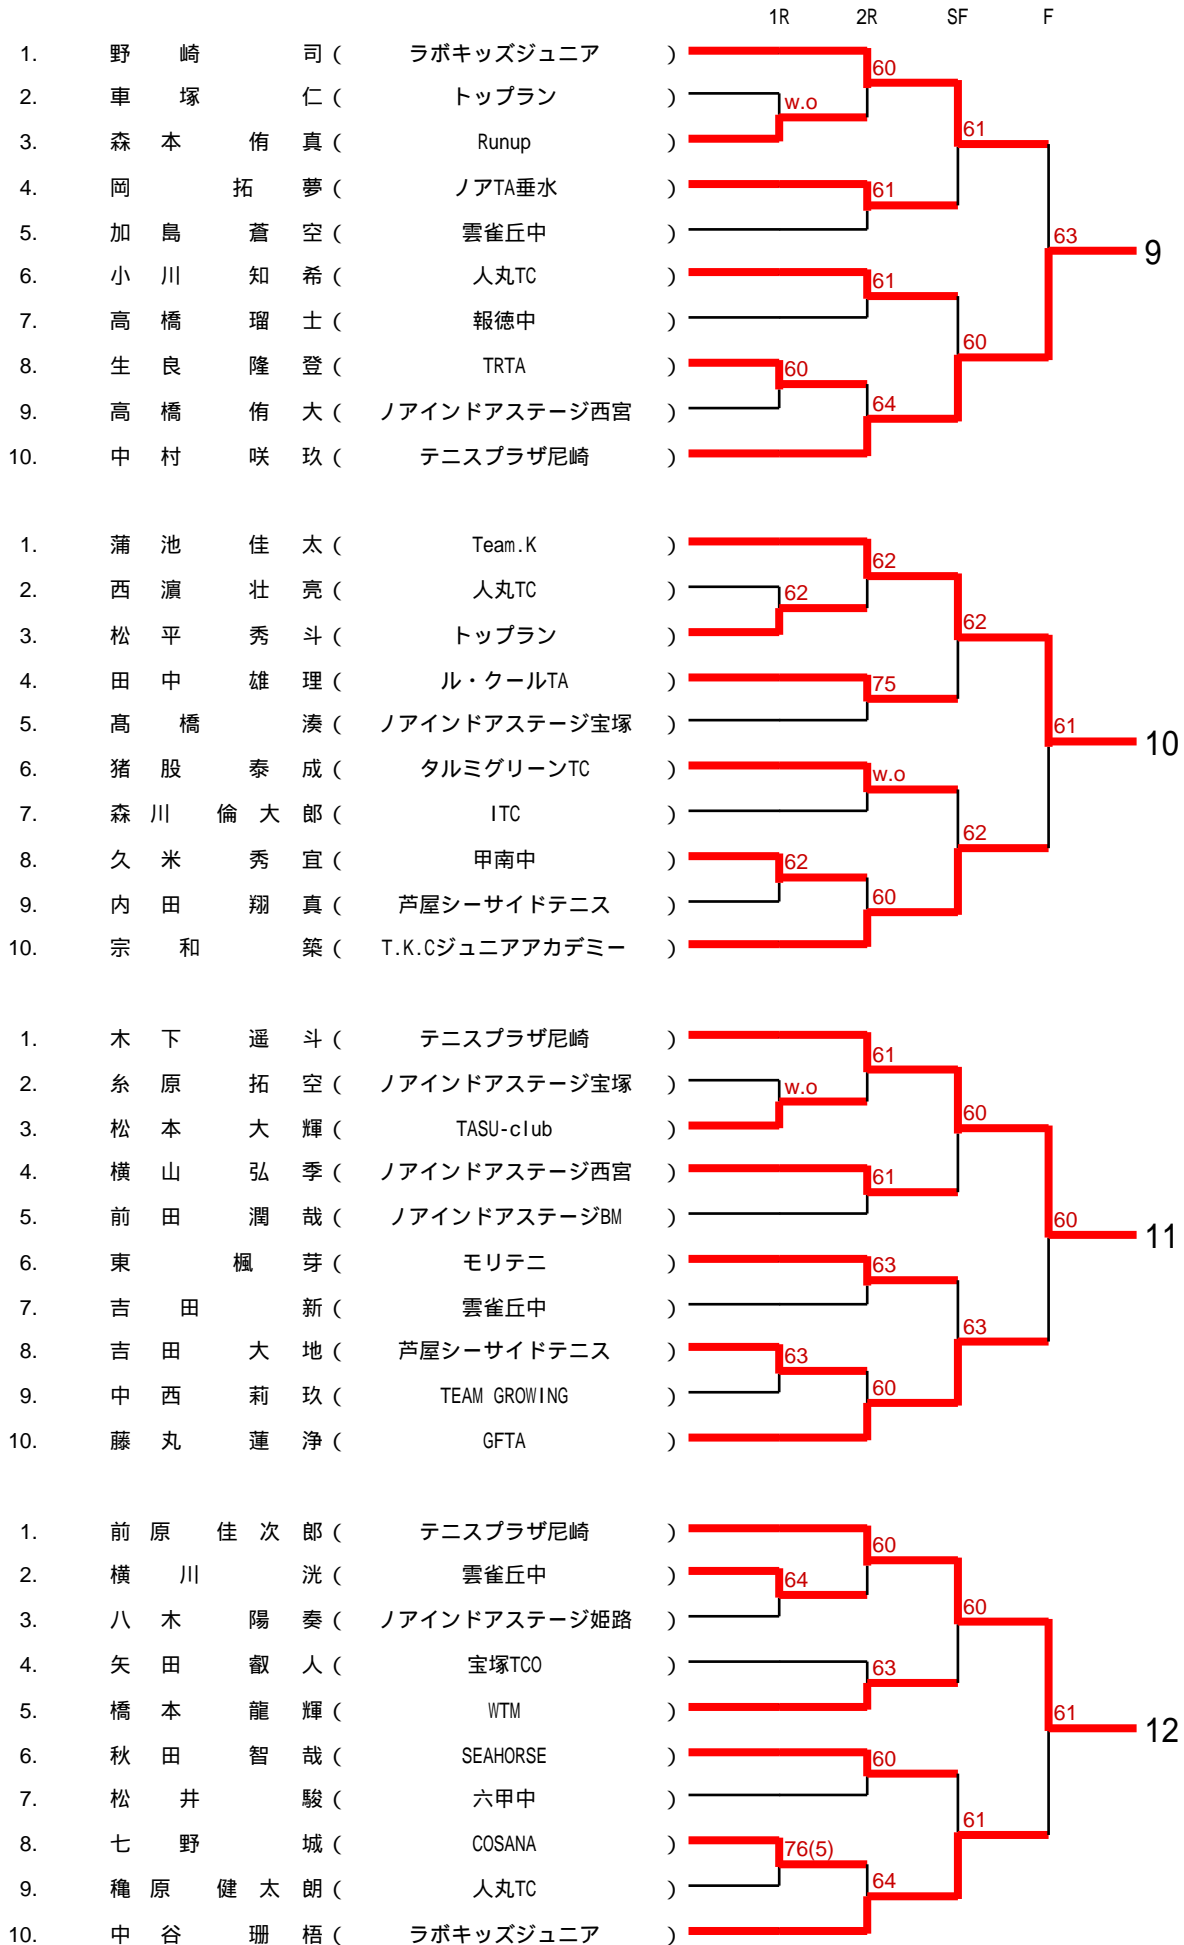 1R 2R SF F
1. 野崎 司 ( ラボキッズジュニア )
60
2. 車塚 仁 ( トップラン )
w.o
61
3. 森本 侑真 ( Runup )
4. 岡 拓夢 ( ノアTA垂水 )
61
5. 加島 蒼空 ( 雲雀丘中 )
63
9
6. 小川 知希 ( 人丸TC )
61
7. 高橋 瑠士 ( 報徳中 )
60
8. 生良 隆登 ( TRTA )
60
9. 高橋 侑大 ( ノアインドアステージ西宮 )
64
10. 中村 咲玖 ( テニスプラザ尼崎 )
1. 蒲池 佳太 ( Team.K )
62
2. 西濵 壮亮 ( 人丸TC )
62
62
3. 松平 秀斗 ( トップラン )
4. 田中 雄理 ( ル・クールTA )
75
5. 髙橋 湊 ( ノアインドアステージ宝塚 )
61
10
6. 猪股 泰成 ( タルミグリーンTC )
w.o
7. 森川 倫大郎 ( ITC )
62
8. 久米 秀宜 ( 甲南中 )
62
9. 内田 翔真 ( 芦屋シーサイドテニス )
60
10. 宗和 築 ( T.K.Cジュニアアカデミー )
1. 木下 遥斗 ( テニスプラザ尼崎 )
61
2. 糸原 拓空 ( ノアインドアステージ宝塚 )
w.o
60
3. 松本 大輝 ( TASU-club )
4. 横山 弘季 ( ノアインドアステージ西宮 )
61
5. 前田 潤哉 ( ノアインドアステージBM )
60
11
6. 東 楓芽 ( モリテニ )
63
7. 吉田 新 ( 雲雀丘中 )
63
8. 吉田 大地 ( 芦屋シーサイドテニス )
63
9. 中西 莉玖 ( TEAM GROWING )
60
10. 藤丸 蓮浄 ( GFTA )
1. 前原 佳次郎 ( テニスプラザ尼崎 )
60
2. 横川 洸 ( 雲雀丘中 )
64
60
3. 八木 陽奏 ( ノアインドアステージ姫路 )
4. 矢田 叡人 ( 宝塚TCO )
63
5. 橋本 龍輝 ( WTM )
61
12
6. 秋田 智哉 ( SEAHORSE )
60
7. 松井 駿 ( 六甲中 )
61
8. 七野 城 ( COSANA )
76(5)
9. 穐原 健太朗 ( 人丸TC )
64
10. 中谷 珊梧 ( ラボキッズジュニア )